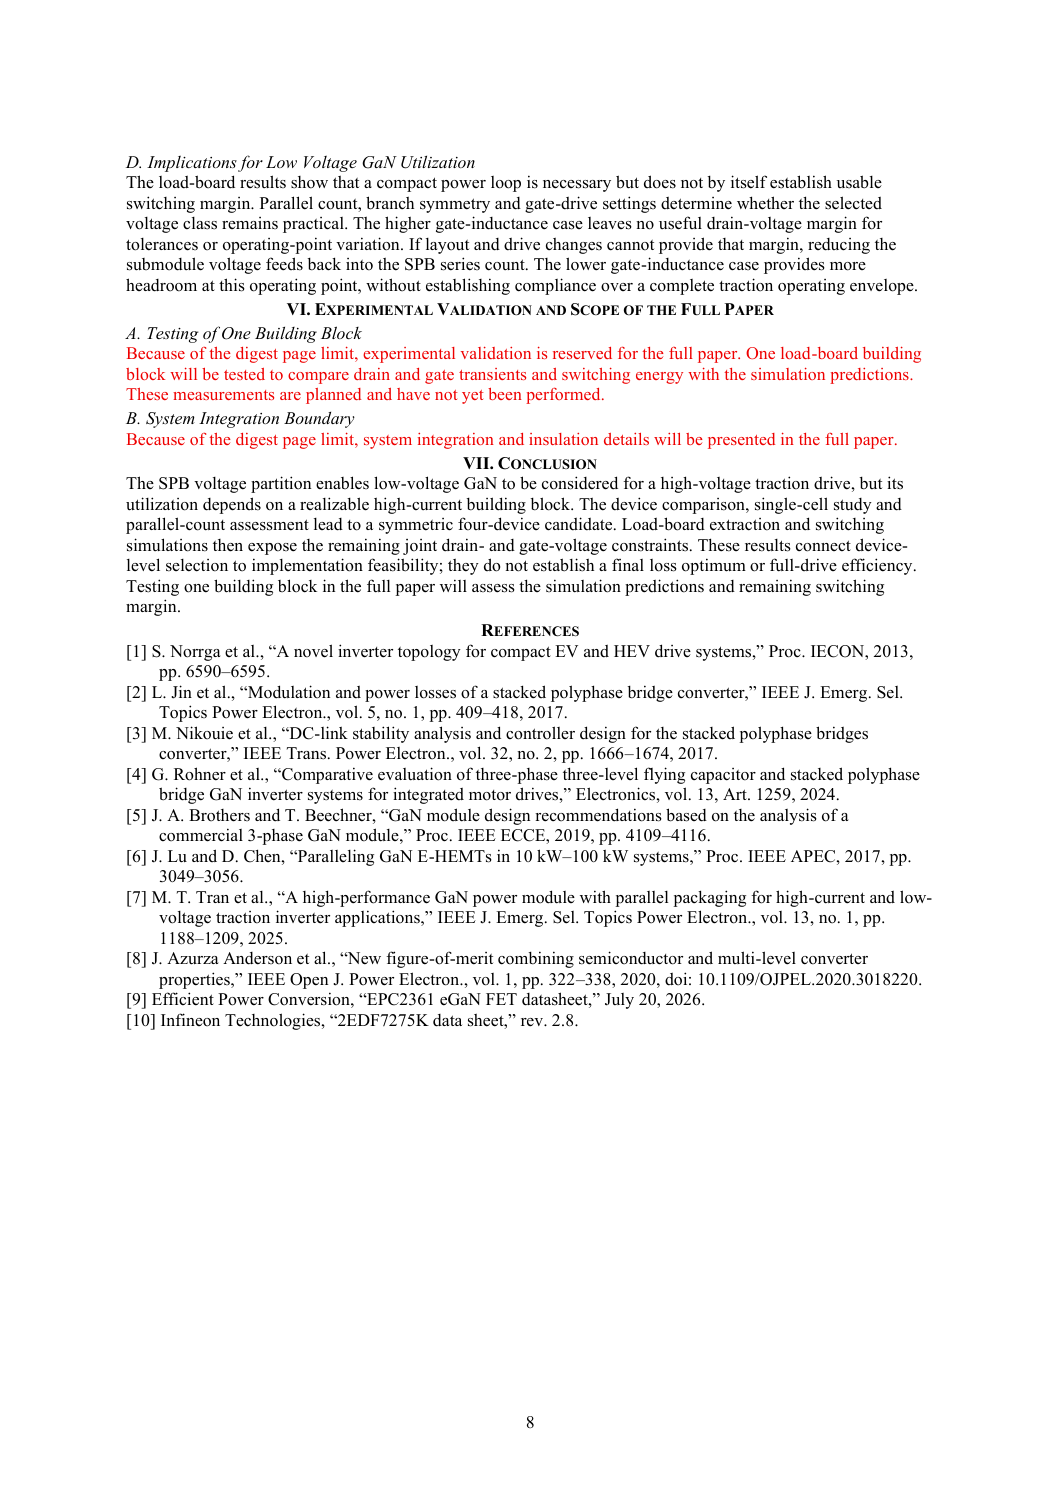 D. Implications for Low Voltage GaN Utilization
The load-board results show that a compact power loop is necessary but does not by itself establish usable
switching margin. Parallel count, branch symmetry and gate-drive settings determine whether the selected
voltage class remains practical. The higher gate-inductance case leaves no useful drain-voltage margin for
tolerances or operating-point variation. If layout and drive changes cannot provide that margin, reducing the
submodule voltage feeds back into the SPB series count. The lower gate-inductance case provides more
headroom at this operating point, without establishing compliance over a complete traction operating envelope.
VI. EXPERIMENTAL VALIDATION AND SCOPE OF THE FULL PAPER
A. Testing of One Building Block
Because of the digest page limit, experimental validation is reserved for the full paper. One load-board building
block will be tested to compare drain and gate transients and switching energy with the simulation predictions.
These measurements are planned and have not yet been performed.
B. System Integration Boundary
Because of the digest page limit, system integration and insulation details will be presented in the full paper.
VII. CONCLUSION
The SPB voltage partition enables low-voltage GaN to be considered for a high-voltage traction drive, but its
utilization depends on a realizable high-current building block. The device comparison, single-cell study and
parallel-count assessment lead to a symmetric four-device candidate. Load-board extraction and switching
simulations then expose the remaining joint drain- and gate-voltage constraints. These results connect device-
level selection to implementation feasibility; they do not establish a final loss optimum or full-drive efficiency.
Testing one building block in the full paper will assess the simulation predictions and remaining switching
margin.
REFERENCES
[1] S. Norrga et al., “A novel inverter topology for compact EV and HEV drive systems,” Proc. IECON, 2013,
pp. 6590–6595.
[2] L. Jin et al., “Modulation and power losses of a stacked polyphase bridge converter,” IEEE J. Emerg. Sel.
Topics Power Electron., vol. 5, no. 1, pp. 409–418, 2017.
[3] M. Nikouie et al., “DC-link stability analysis and controller design for the stacked polyphase bridges
converter,” IEEE Trans. Power Electron., vol. 32, no. 2, pp. 1666–1674, 2017.
[4] G. Rohner et al., “Comparative evaluation of three-phase three-level flying capacitor and stacked polyphase
bridge GaN inverter systems for integrated motor drives,” Electronics, vol. 13, Art. 1259, 2024.
[5] J. A. Brothers and T. Beechner, “GaN module design recommendations based on the analysis of a
commercial 3-phase GaN module,” Proc. IEEE ECCE, 2019, pp. 4109–4116.
[6] J. Lu and D. Chen, “Paralleling GaN E-HEMTs in 10 kW–100 kW systems,” Proc. IEEE APEC, 2017, pp.
3049–3056.
[7] M. T. Tran et al., “A high-performance GaN power module with parallel packaging for high-current and low-
voltage traction inverter applications,” IEEE J. Emerg. Sel. Topics Power Electron., vol. 13, no. 1, pp.
1188–1209, 2025.
[8] J. Azurza Anderson et al., “New figure-of-merit combining semiconductor and multi-level converter
properties,” IEEE Open J. Power Electron., vol. 1, pp. 322–338, 2020, doi: 10.1109/OJPEL.2020.3018220.
[9] Efficient Power Conversion, “EPC2361 eGaN FET datasheet,” July 20, 2026.
[10] Infineon Technologies, “2EDF7275K data sheet,” rev. 2.8.
8